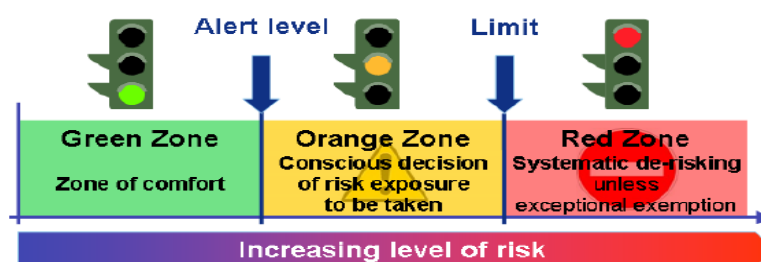 Alert level
Limit
Green Zone
Zone of comfort
Orange Zone
Conscious decision
of risk exposure
to be taken
Red Zone
Systematic de-risking
unless
exceptional exemption
Increasing level of risk